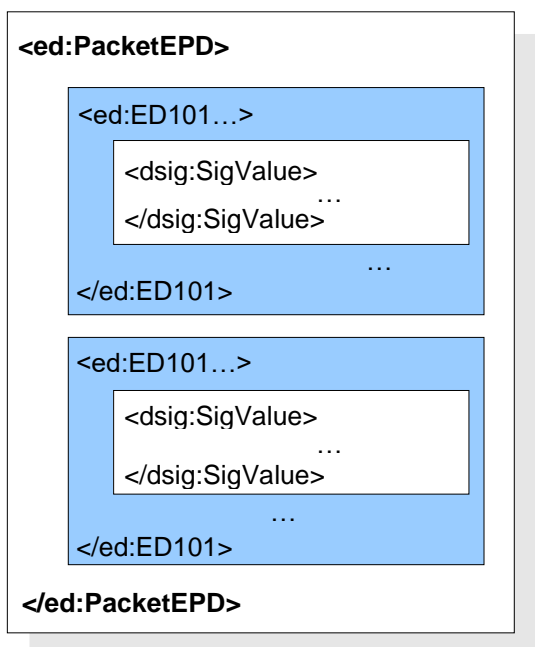 <ed:PacketEPD>
<ed:ED101…>
<dsig:SigValue>
…
</dsig:SigValue>
…
</ed:ED101>
<ed:ED101…>
<dsig:SigValue>
…
</dsig:SigValue>
…
</ed:ED101>
</ed:PacketEPD>